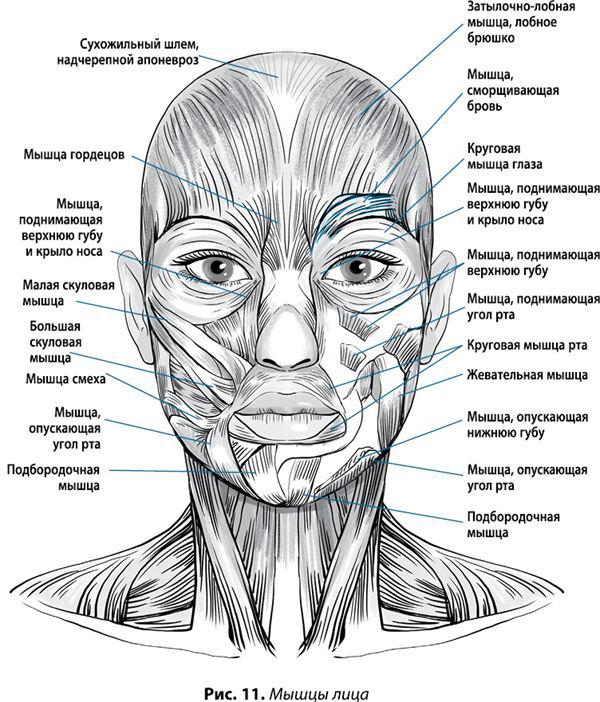 Сухожильный шлем,
надчерепной апоневроз
Мышца гордецов
Мышца,
поднимающая
верхнюю губу
и крыло носа
Малая скуловая
мышца
Большая
скуловая
мышца
Мышца смеха
Мышца,
опускающая
угол рта
Подбородочная
мышца
Затылочно-лобная
мышца, лобное
брюшко
Мышца,
сморщивающая
бровь
Круговая
мышца глаза
Мышца, поднимающая
верхнюю губу
и крыло носа
Мышца, поднимающая
верхнюю губу
Мышца, поднимающая
угол рта
Круговая мышца рта
Жевательная мышца
Мышца, опускающая
нижнюю губу
Мышца, опускающая
угол рта
Подбородочная
мышца
Рис. 11. Мышцы лица